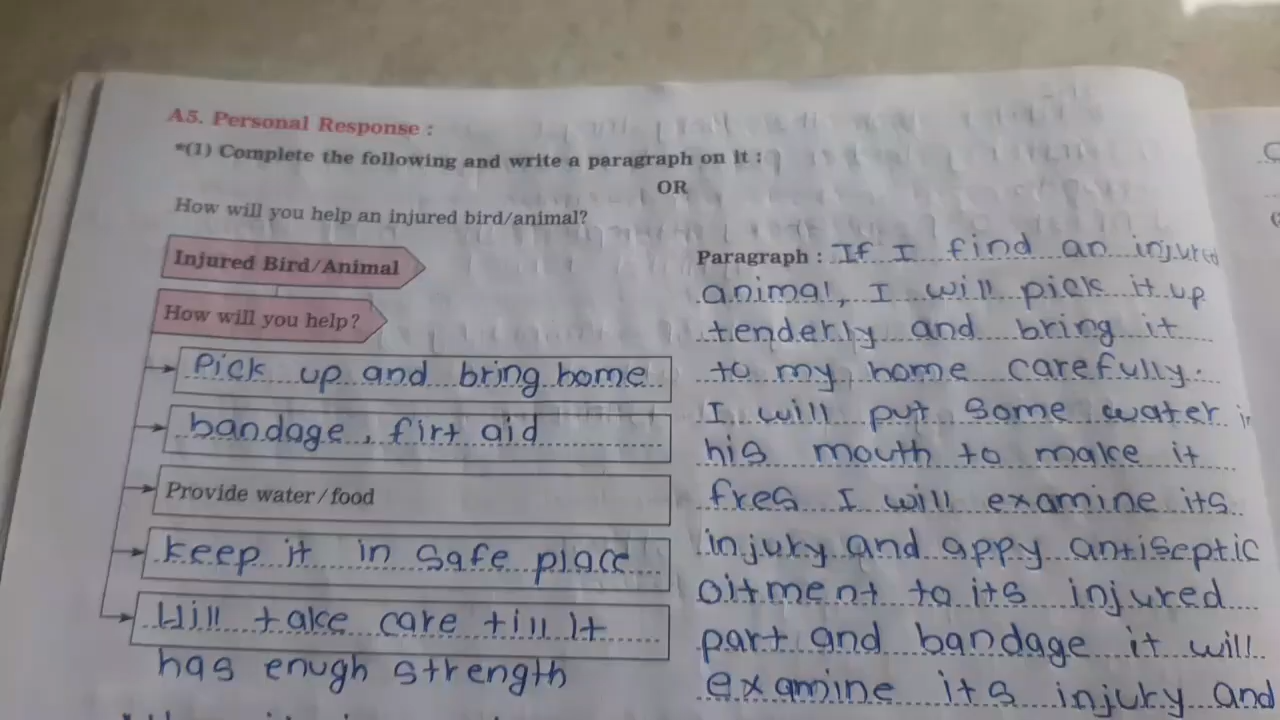 A5. Personal Response :
*(1) Complete the following and write a paragraph on it :
OR
How will you help an injured bird/animal?
Injured Bird/Animal
How will you help?
Pick up and bring home
bandage, firt aid
Provide water/food
keep it in safe place
Will take care till It
has enugh strength
Paragraph : If I find an injured
animal, I will pick it up
tenderly and bring it
to my home carefully.
I will put some water in
his mouth to make it
fres I will examine its
injury and appy antiseptic
oitment to its injured
part and bandage it will
examine its injury and